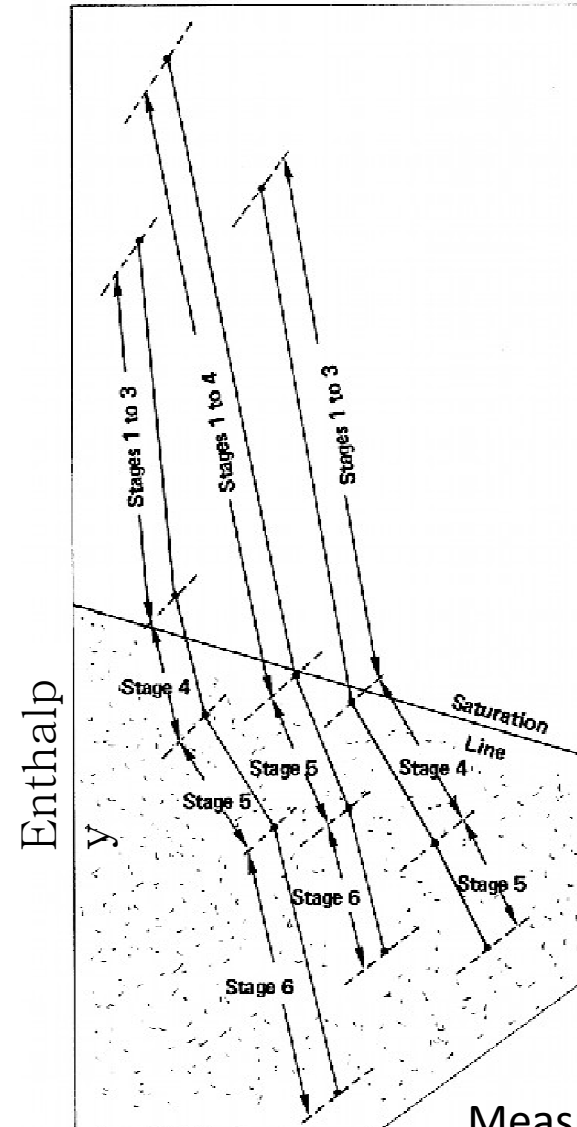 Stages 1 to 3
Stages 1 to 4
Stages 1 to 3
Enthalp
y
Saturation
Line
Stage 4
Stage 5
Stage 5
Stage 4
Stage 6
Stage 5
Stage 6
Meas